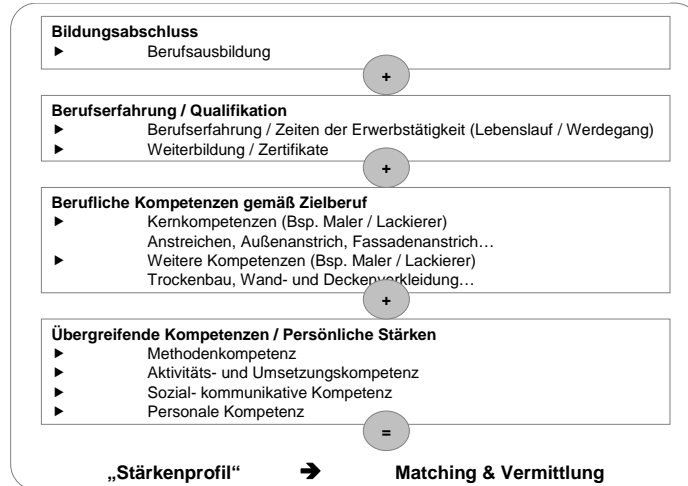 Bildungsabschluss
▶ Berufsausbildung
+
Berufserfahrung / Qualifikation
▶ Berufserfahrung / Zeiten der Erwerbstätigkeit (Lebenslauf / Werdegang)
▶ Weiterbildung / Zertifikate
+
Berufliche Kompetenzen gemäß Zielberuf
▶ Kernkompetenzen (Bsp. Maler / Lackierer)
Anstreichen, Außenanstrich, Fassadenanstrich…
▶ Weitere Kompetenzen (Bsp. Maler / Lackierer)
Trockenbau, Wand- und Deckenverkleidung…
+
Übergreifende Kompetenzen / Persönliche Stärken
▶ Methodenkompetenz
▶ Aktivitäts- und Umsetzungskompetenz
▶ Sozial- kommunikative Kompetenz
▶ Personale Kompetenz
=
„Stärkenprofil“ ➔ Matching & Vermittlung